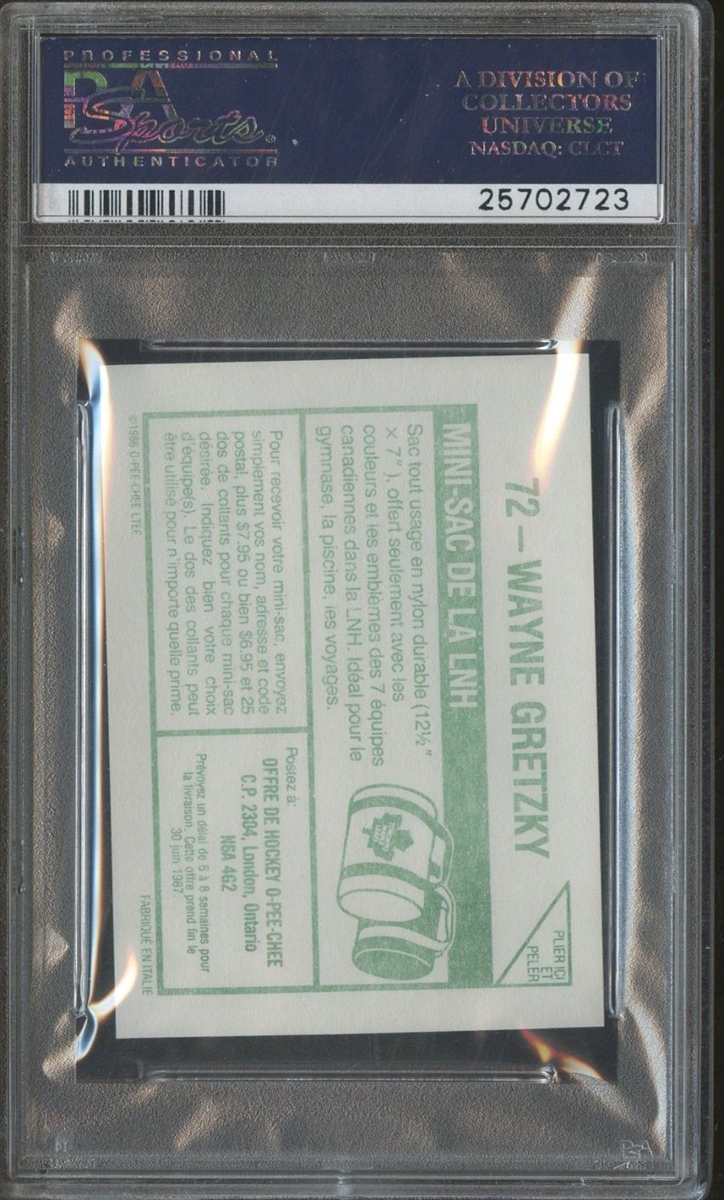 PROFESSIONAL
PSA
Sports®
AUTHENTICATOR
A DIVISION OF
COLLECTORS
UNIVERSE
NASDAQ: CLCT
25702723
72 – WAYNE GRETZKY
PLIER ICI
ET
PELER
MINI-SAC DE LA LNH
Sac tout usage en nylon durable (12½"
x 7"), offert seulement avec les
couleurs et les emblèmes des 7 équipes
canadiennes dans la LNH. Idéal pour le
gymnase, la piscine, les voyages.
Pour recevoir votre mini-sac, envoyez
simplement vos nom, adresse et code
postal, plus $7.95 ou bien $6.95 et 25
dos de collants pour chaque mini-sac
désirée. Indiquez bien votre choix
d'équipe(s). Le dos des collants peut
être utilisé pour n'importe quelle prime.
Postez à:
OFFRE DE HOCKEY O-PEE-CHEE
C.P. 2304, London, Ontario
N6A 4G2
Prévoyez un délai de 6 à 8 semaines pour
la livraison. Cette offre prend fin le
30 juin 1987.
©1986 O-PEE-CHEE LTEE
FABRIQUÉ EN ITALIE
PSA